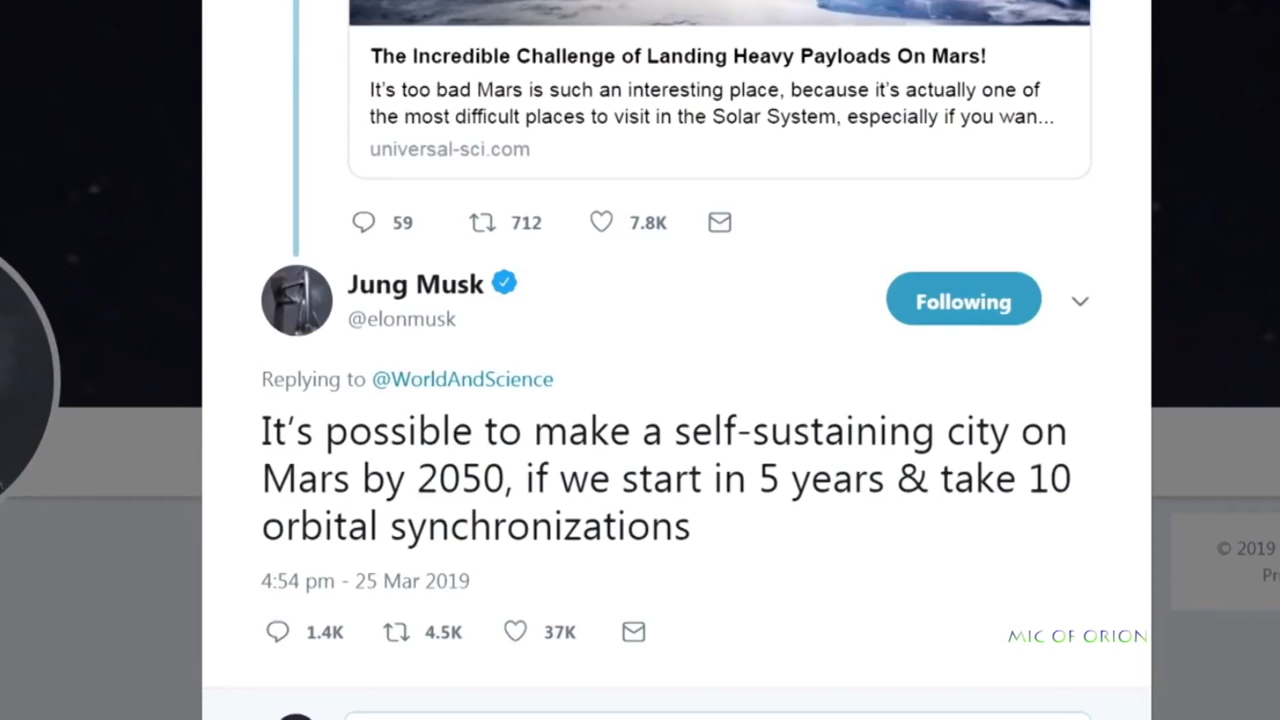 The Incredible Challenge of Landing Heavy Payloads On Mars!
It's too bad Mars is such an interesting place, because it's actually one of
the most difficult places to visit in the Solar System, especially if you wan...
universal-sci.com
59 712 7.8K
Jung Musk
@elonmusk
Following
Replying to @WorldAndScience
It's possible to make a self-sustaining city on
Mars by 2050, if we start in 5 years & take 10
orbital synchronizations
4:54 pm - 25 Mar 2019
1.4K 4.5K 37K
MIC OF ORION
© 2019